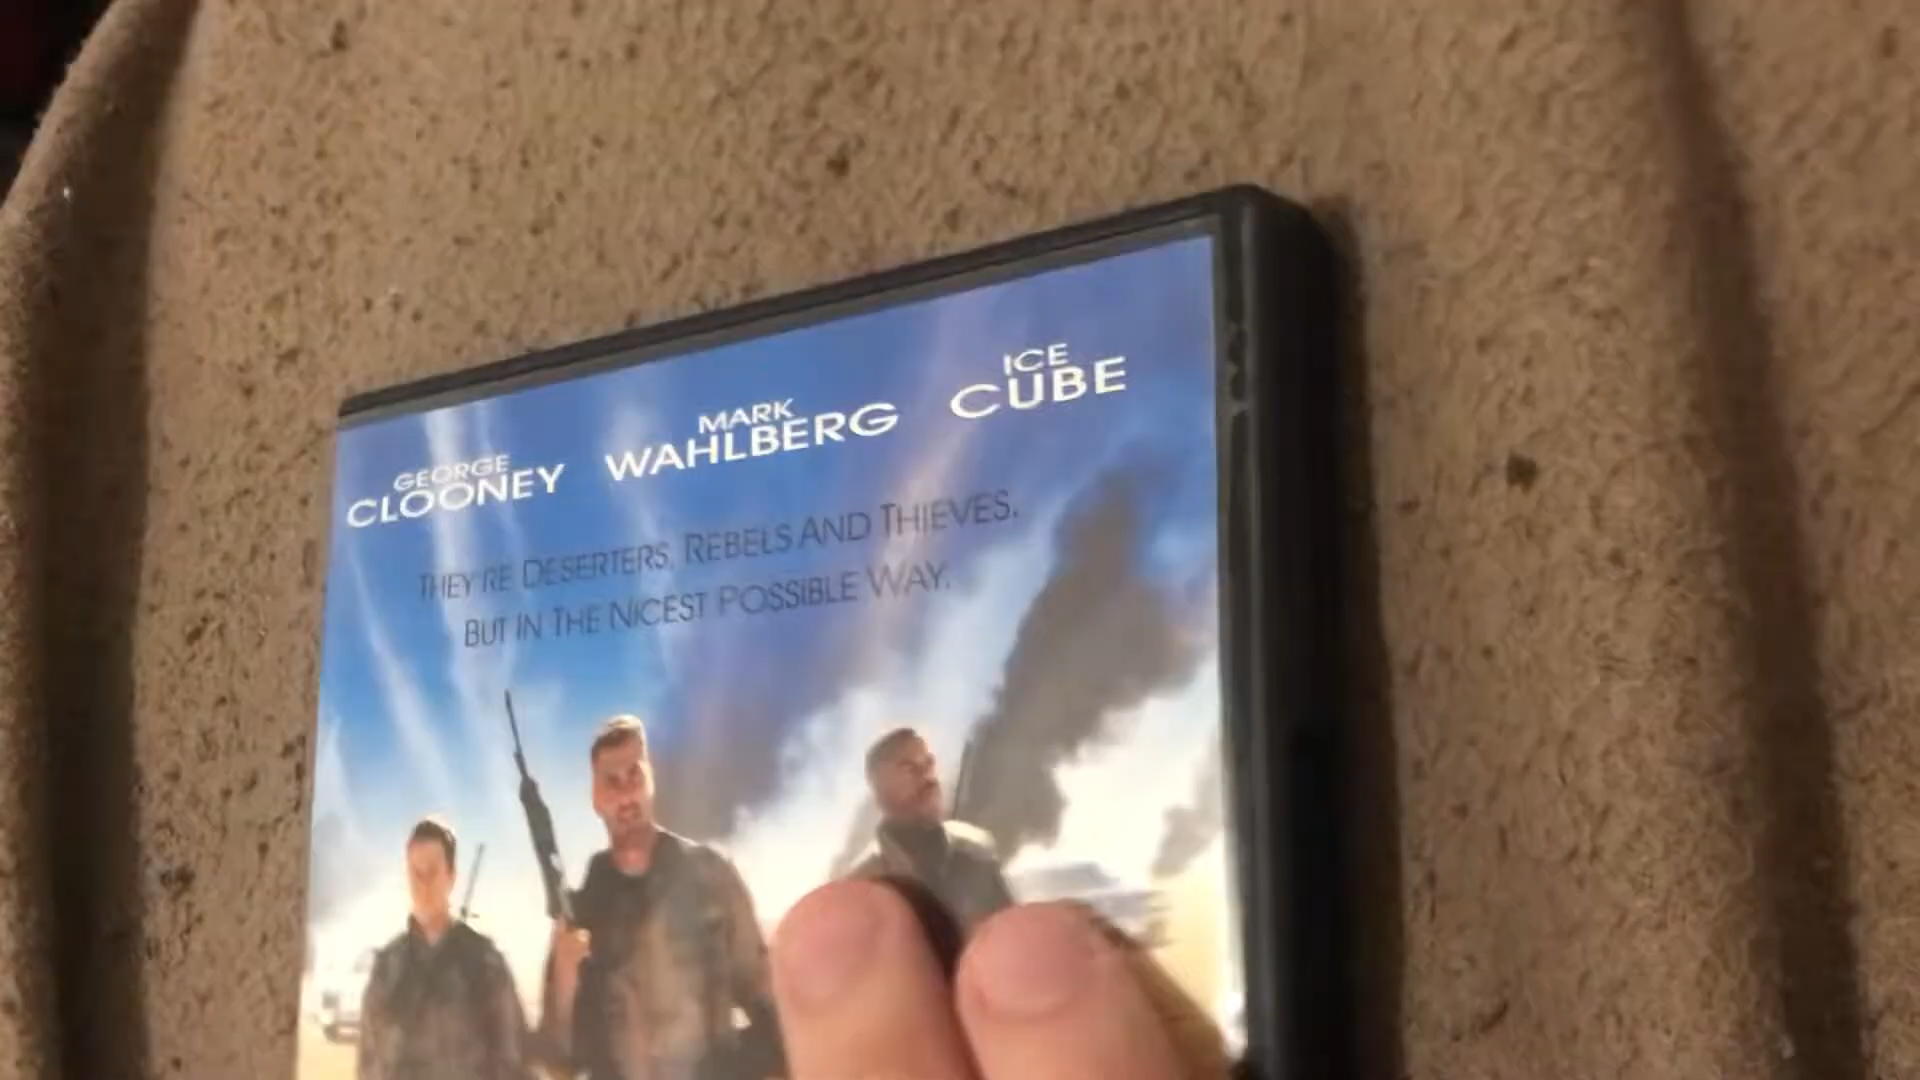 GEORGE
CLOONEY
MARK
WAHLBERG
ICE
CUBE
THEY'RE DESERTERS, REBELS AND THIEVES.
BUT IN THE NICEST POSSIBLE WAY.